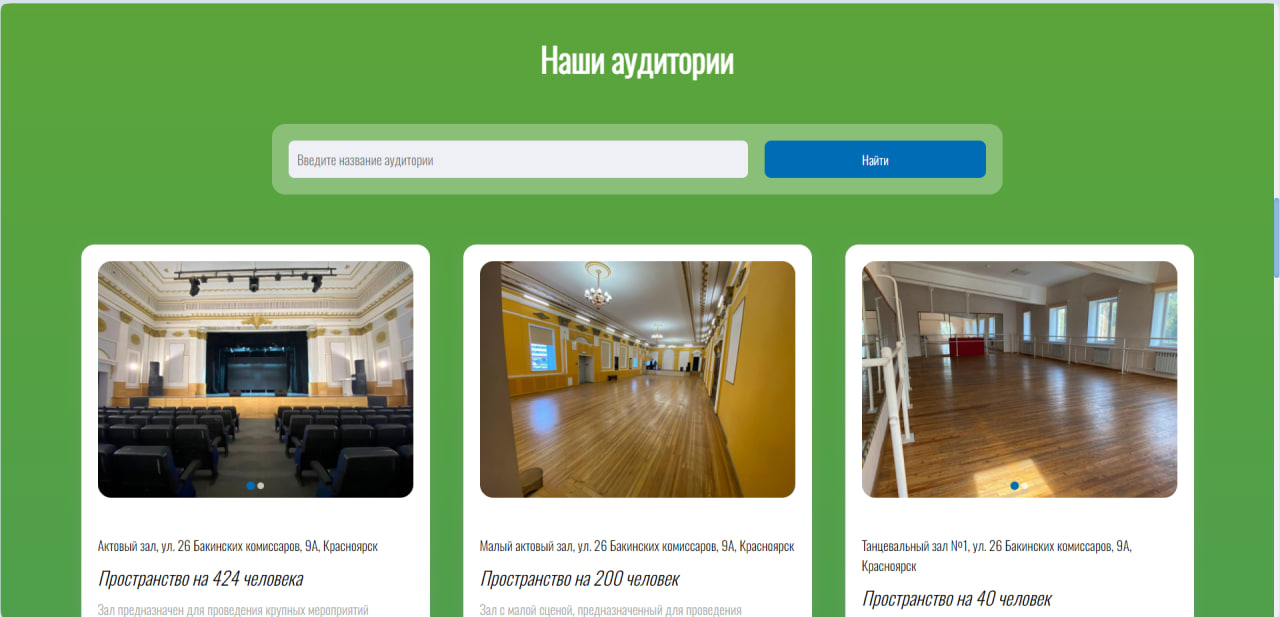 Наши аудитории
Введите название аудитории
Найти
Актовый зал, ул. 26 Бакинских комиссаров, 9А, Красноярск
Пространство на 424 человека
Зал предназначен для проведения крупных мероприятий
Малый актовый зал, ул. 26 Бакинских комиссаров, 9А, Красноярск
Пространство на 200 человек
Зал с малой сценой, предназначенный для проведения
Танцевальный зал №1, ул. 26 Бакинских комиссаров, 9А,
Красноярск
Пространство на 40 человек